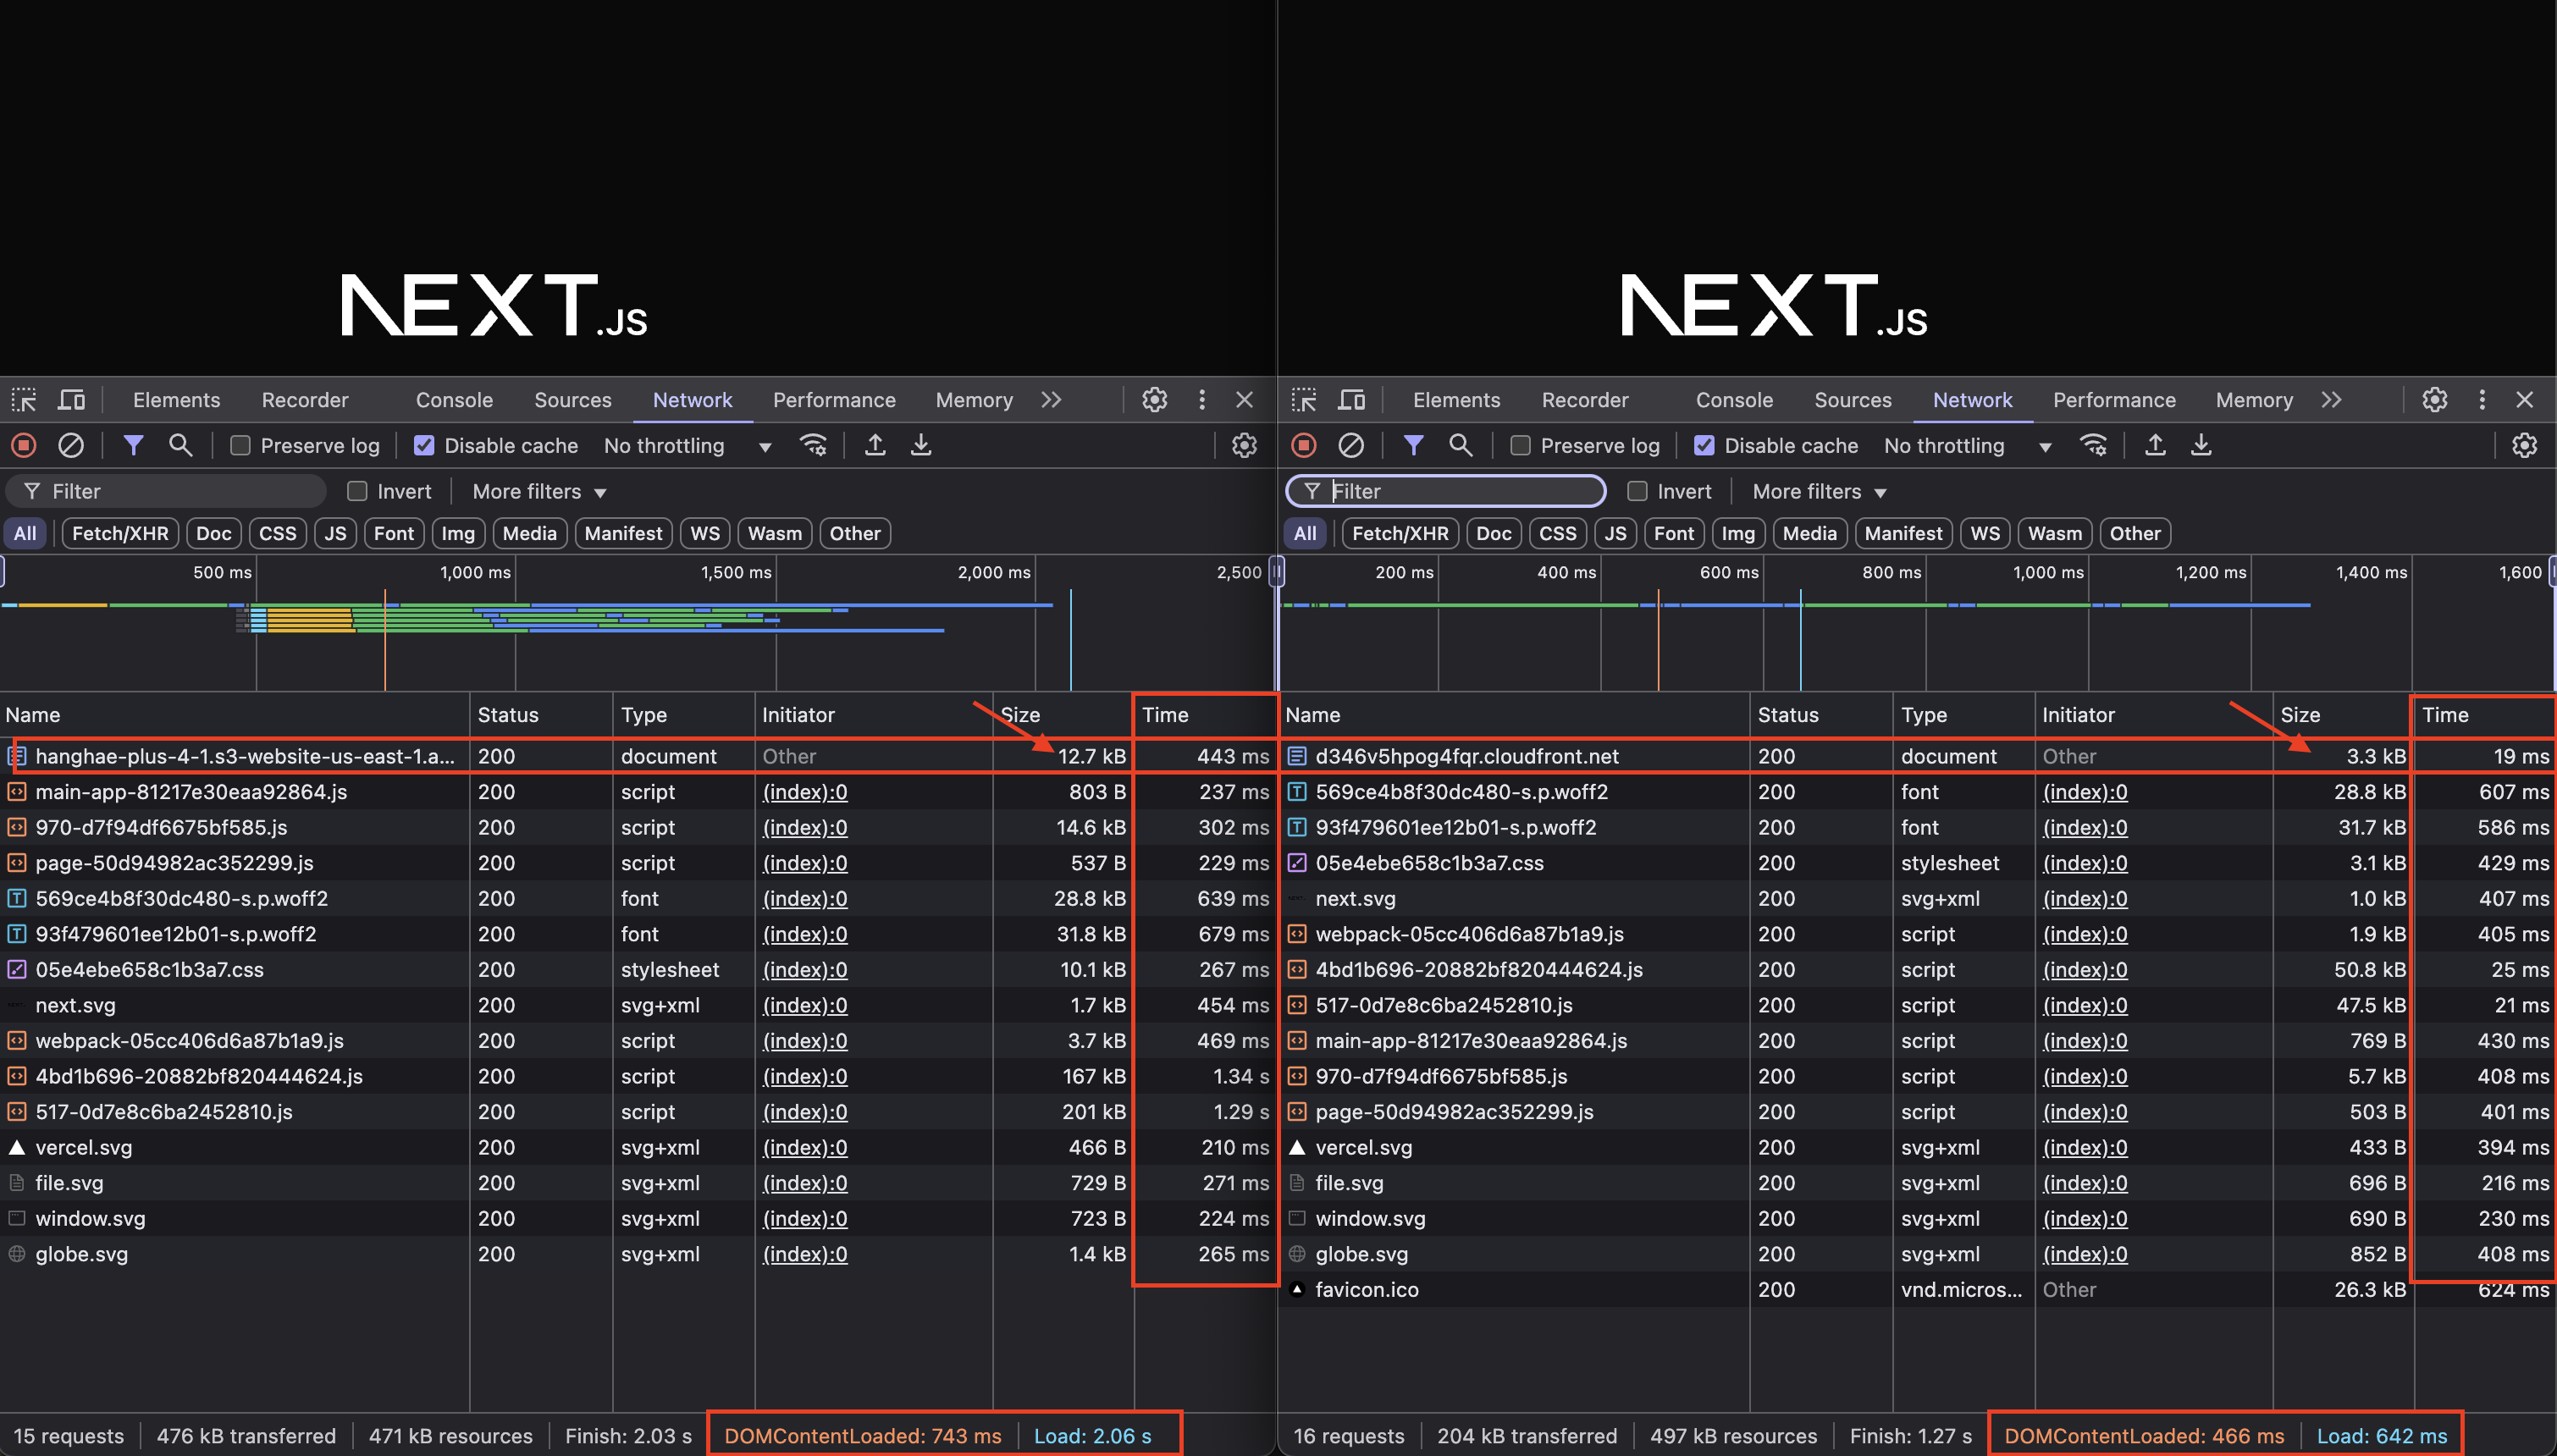 NEXT.JS
Elements Recorder Console Sources Network Performance Memory
Preserve log Disable cache No throttling
Filter Invert More filters
All Fetch/XHR Doc CSS JS Font Img Media Manifest WS Wasm Other
500 ms 1,000 ms 1,500 ms 2,000 ms 2,500
Name Status Type Initiator Size Time
hanghae-plus-4-1.s3-website-us-east-1.a... 200 document Other 12.7 kB 443 ms
main-app-81217e30eaa92864.js 200 script (index):0 803 B 237 ms
970-d7f94df6675bf585.js 200 script (index):0 14.6 kB 302 ms
page-50d94982ac352299.js 200 script (index):0 537 B 229 ms
569ce4b8f30dc480-s.p.woff2 200 font (index):0 28.8 kB 639 ms
93f479601ee12b01-s.p.woff2 200 font (index):0 31.8 kB 679 ms
05e4ebe658c1b3a7.css 200 stylesheet (index):0 10.1 kB 267 ms
next.svg 200 svg+xml (index):0 1.7 kB 454 ms
webpack-05cc406d6a87b1a9.js 200 script (index):0 3.7 kB 469 ms
4bd1b696-20882bf820444624.js 200 script (index):0 167 kB 1.34 s
517-0d7e8c6ba2452810.js 200 script (index):0 201 kB 1.29 s
vercel.svg 200 svg+xml (index):0 466 B 210 ms
file.svg 200 svg+xml (index):0 729 B 271 ms
window.svg 200 svg+xml (index):0 723 B 224 ms
globe.svg 200 svg+xml (index):0 1.4 kB 265 ms
15 requests 476 kB transferred 471 kB resources Finish: 2.03 s DOMContentLoaded: 743 ms Load: 2.06 s
NEXT.JS
Elements Recorder Console Sources Network Performance Memory
Preserve log Disable cache No throttling
Filter Invert More filters
All Fetch/XHR Doc CSS JS Font Img Media Manifest WS Wasm Other
200 ms 400 ms 600 ms 800 ms 1,000 ms 1,200 ms 1,400 ms 1,600
Name Status Type Initiator Size Time
d346v5hpog4fqr.cloudfront.net 200 document Other 3.3 kB 19 ms
569ce4b8f30dc480-s.p.woff2 200 font (index):0 28.8 kB 607 ms
93f479601ee12b01-s.p.woff2 200 font (index):0 31.7 kB 586 ms
05e4ebe658c1b3a7.css 200 stylesheet (index):0 3.1 kB 429 ms
next.svg 200 svg+xml (index):0 1.0 kB 407 ms
webpack-05cc406d6a87b1a9.js 200 script (index):0 1.9 kB 405 ms
4bd1b696-20882bf820444624.js 200 script (index):0 50.8 kB 25 ms
517-0d7e8c6ba2452810.js 200 script (index):0 47.5 kB 21 ms
main-app-81217e30eaa92864.js 200 script (index):0 769 B 430 ms
970-d7f94df6675bf585.js 200 script (index):0 5.7 kB 408 ms
page-50d94982ac352299.js 200 script (index):0 503 B 401 ms
vercel.svg 200 svg+xml (index):0 433 B 394 ms
file.svg 200 svg+xml (index):0 696 B 216 ms
window.svg 200 svg+xml (index):0 690 B 230 ms
globe.svg 200 svg+xml (index):0 852 B 408 ms
favicon.ico 200 vnd.micros... Other 26.3 kB 624 ms
16 requests 204 kB transferred 497 kB resources Finish: 1.27 s DOMContentLoaded: 466 ms Load: 642 ms